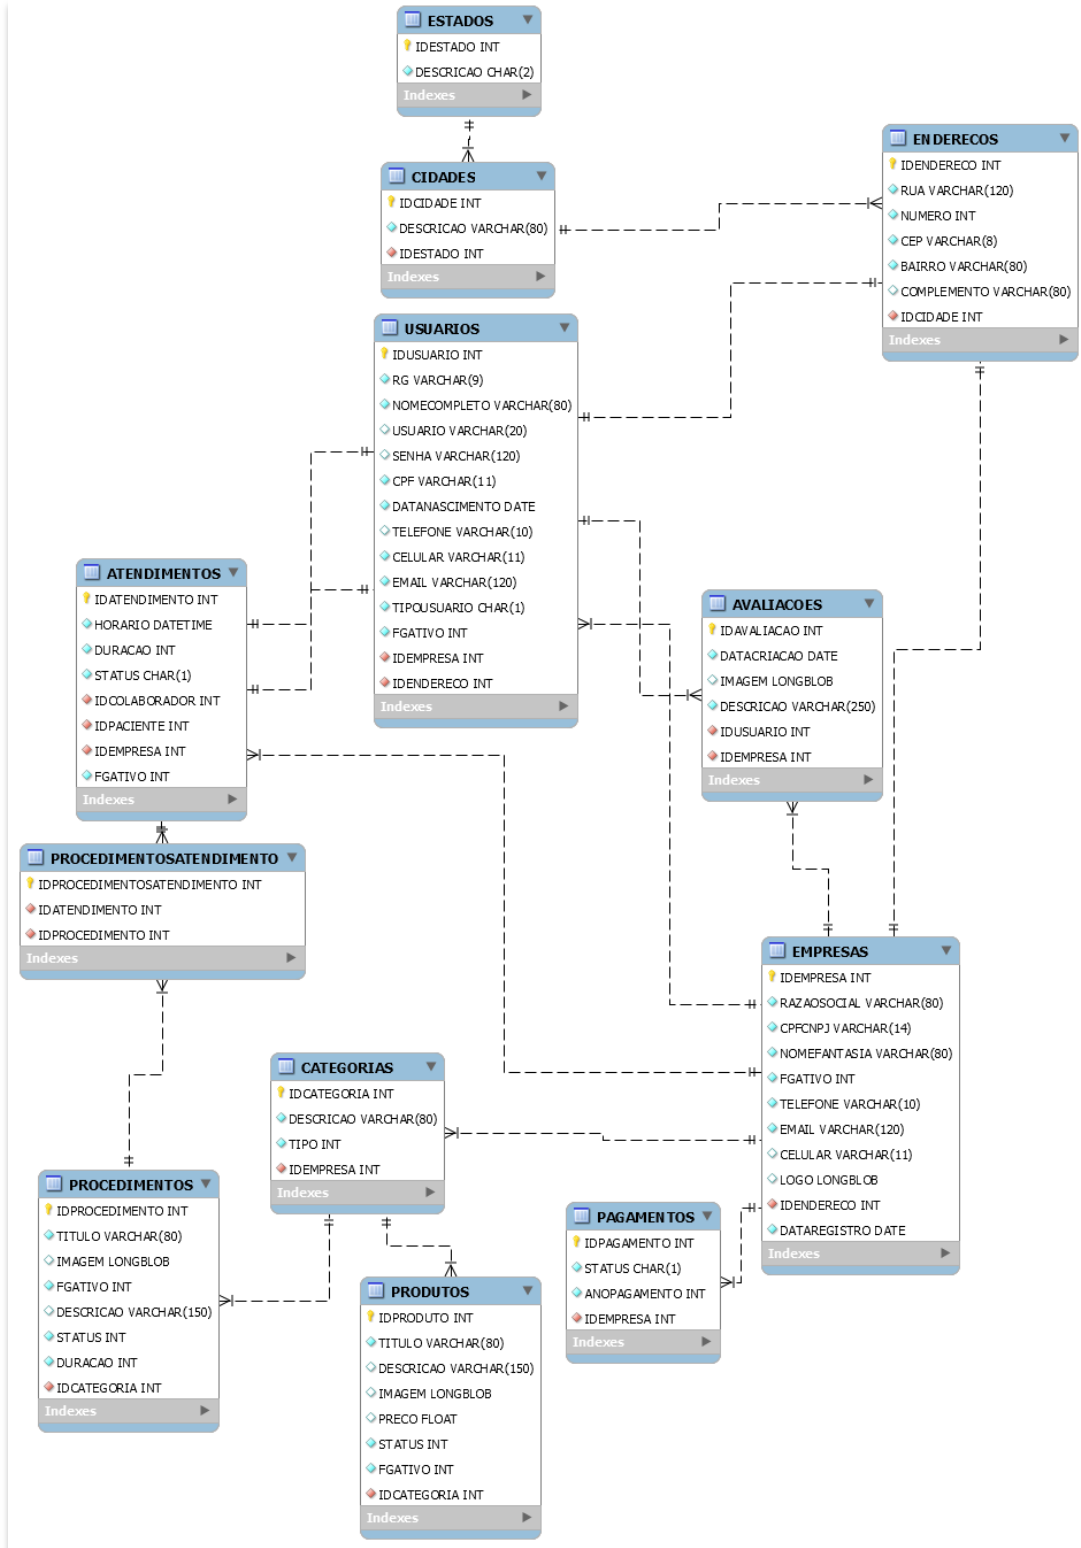 ESTADOS
IDESTADO INT
DESCRICAO CHAR(2)
Indexes
ENDERECOS
IDENDERECO INT
RUA VARCHAR(120)
NUMERO INT
CEP VARCHAR(8)
BAIRRO VARCHAR(80)
COMPLEMENTO VARCHAR(80)
IDCIDADE INT
Indexes
CIDADES
IDCIDADE INT
DESCRICAO VARCHAR(80)
IDESTADO INT
Indexes
USUARIOS
IDUSUARIO INT
RG VARCHAR(9)
NOMECOMPLETO VARCHAR(80)
USUARIO VARCHAR(20)
SENHA VARCHAR(120)
CPF VARCHAR(11)
DATANASCIMENTO DATE
TELEFONE VARCHAR(10)
CELULAR VARCHAR(11)
EMAIL VARCHAR(120)
TIPOUSUARIO CHAR(1)
FGATIVO INT
IDEMPRESA INT
IDENDERECO INT
Indexes
ATENDIMENTOS
IDATENDIMENTO INT
HORARIO DATETIME
DURACAO INT
STATUS CHAR(1)
IDCOLABORADOR INT
IDPACIENTE INT
IDEMPRESA INT
FGATIVO INT
Indexes
AVALIACOES
IDAVALIACAO INT
DATACRIACAO DATE
IMAGEM LONGBLOB
DESCRICAO VARCHAR(250)
IDUSUARIO INT
IDEMPRESA INT
Indexes
PROCEDIMENTOSATENDIMENTO
IDPROCEDIMENTOSATENDIMENTO INT
IDATENDIMENTO INT
IDPROCEDIMENTO INT
Indexes
EMPRESAS
IDEMPRESA INT
RAZAOSOCIAL VARCHAR(80)
CPFCNPJ VARCHAR(14)
NOMEFANTASIA VARCHAR(80)
FGATIVO INT
TELEFONE VARCHAR(10)
EMAIL VARCHAR(120)
CELULAR VARCHAR(11)
LOGO LONGBLOB
IDENDERECO INT
DATAREGISTRO DATE
Indexes
CATEGORIAS
IDCATEGORIA INT
DESCRICAO VARCHAR(80)
TIPO INT
IDEMPRESA INT
Indexes
PROCEDIMENTOS
IDPROCEDIMENTO INT
TITULO VARCHAR(80)
IMAGEM LONGBLOB
FGATIVO INT
DESCRICAO VARCHAR(150)
STATUS INT
DURACAO INT
IDCATEGORIA INT
Indexes
PAGAMENTOS
IDPAGAMENTO INT
STATUS CHAR(1)
ANOPAGAMENTO INT
IDEMPRESA INT
Indexes
PRODUTOS
IDPRODUTO INT
TITULO VARCHAR(80)
DESCRICAO VARCHAR(150)
IMAGEM LONGBLOB
PRECO FLOAT
STATUS INT
FGATIVO INT
IDCATEGORIA INT
Indexes